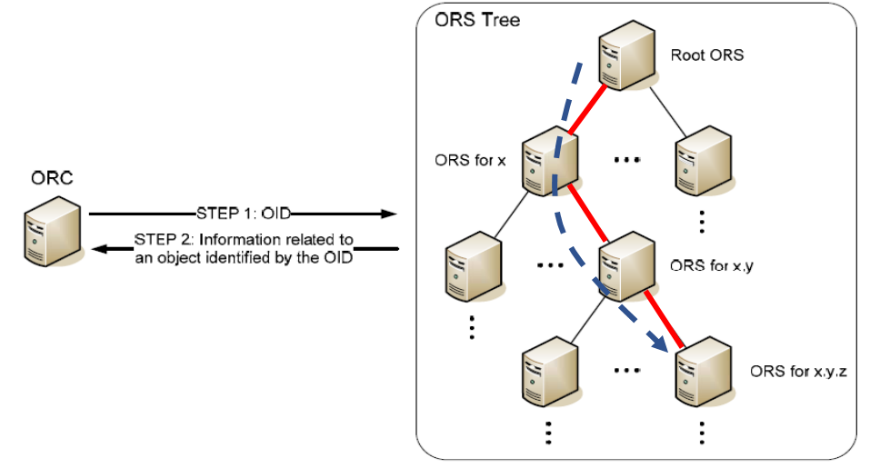 ORS Tree
Root ORS
ORS for x
ORC
STEP 1: OID
STEP 2: Information related to
an object identified by the OID
ORS for x.y
ORS for x.y.z